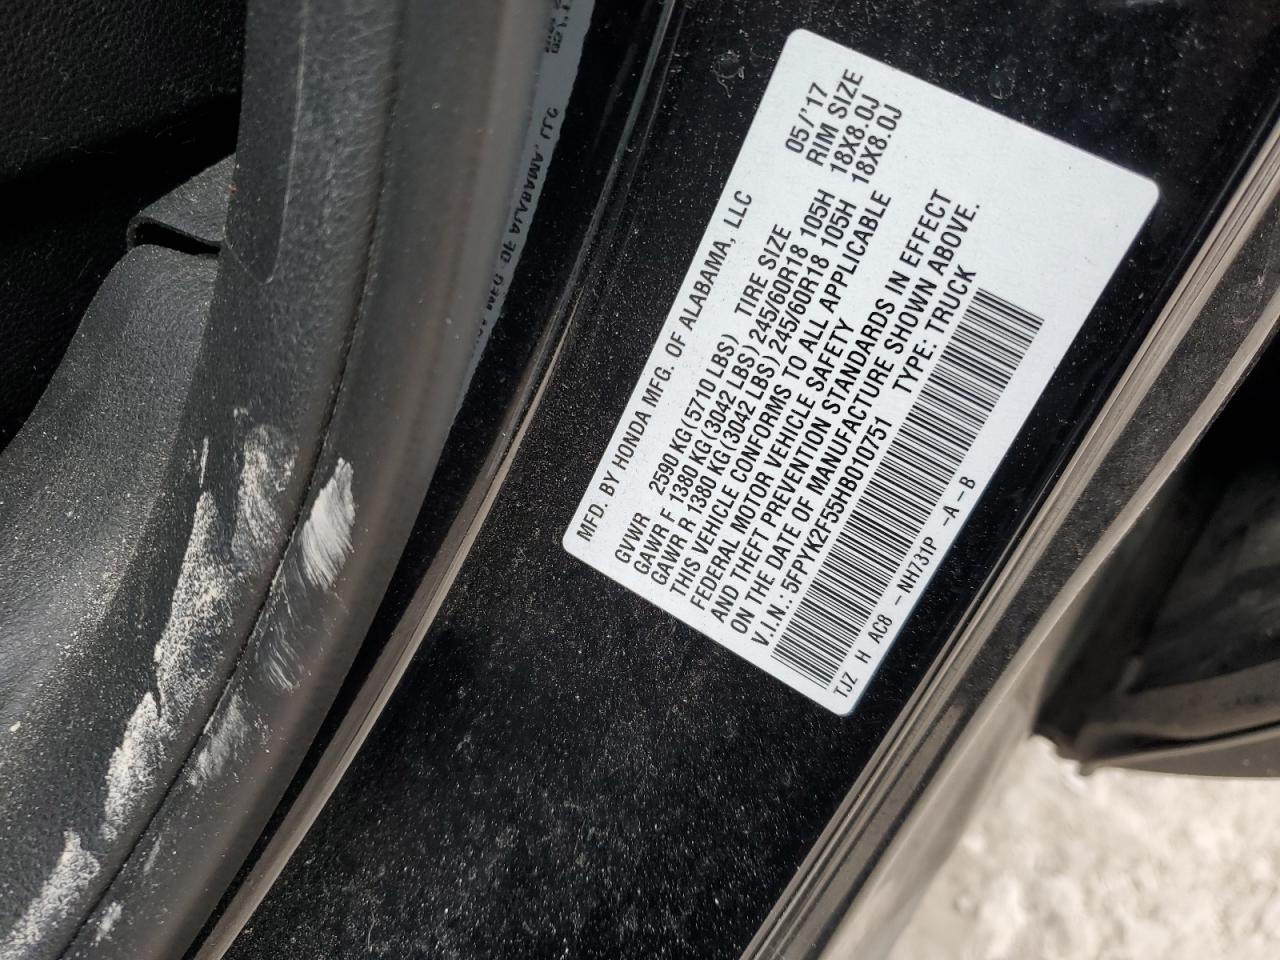 MFD. BY HONDA MFG. OF ALABAMA, LLC 05/'17
GVWR 2590 KG(5710 LBS) TIRE SIZE RIM SIZE
GAWR F 1380 KG(3042 LBS) 245/60R18 105H 18X8.0J
GAWR R 1380 KG(3042 LBS) 245/60R18 105H 18X8.0J
THIS VEHICLE CONFORMS TO ALL APPLICABLE
FEDERAL MOTOR VEHICLE SAFETY
AND THEFT PREVENTION STANDARDS IN EFFECT
ON THE DATE OF MANUFACTURE SHOWN ABOVE.
V.I.N.: 5FPYK2F55HB010751 TYPE: TRUCK
TJZ H AC8 -NH731P -A-B